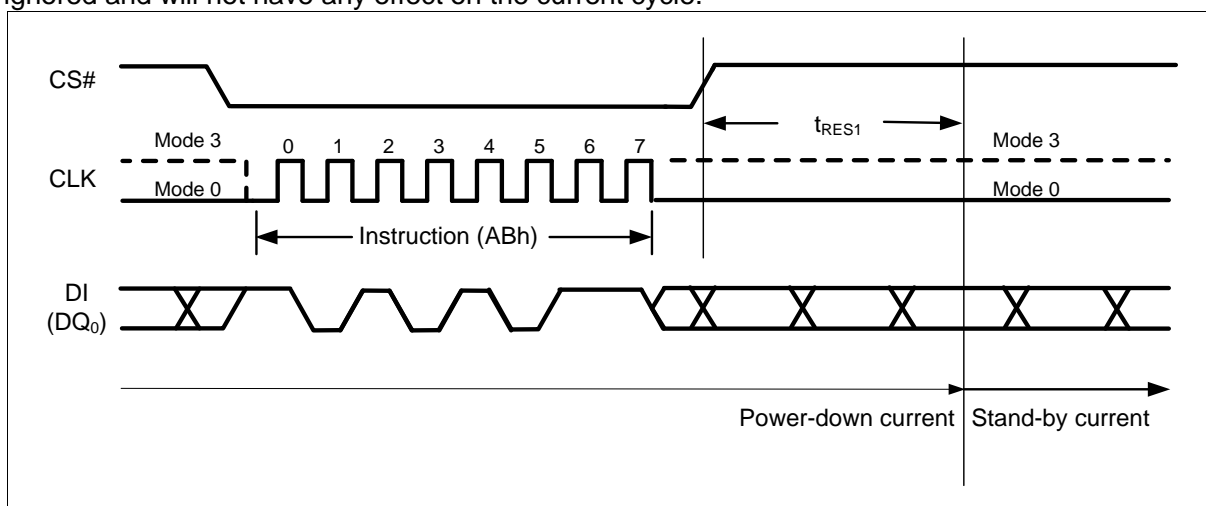 ignored and will not have any effect on the current cycle.
CS#
tRES1
Mode 3
0 1 2 3 4 5 6 7
Mode 3
CLK
Mode 0
Mode 0
Instruction (ABh)
DI
(DQ0)
Power-down current
Stand-by current